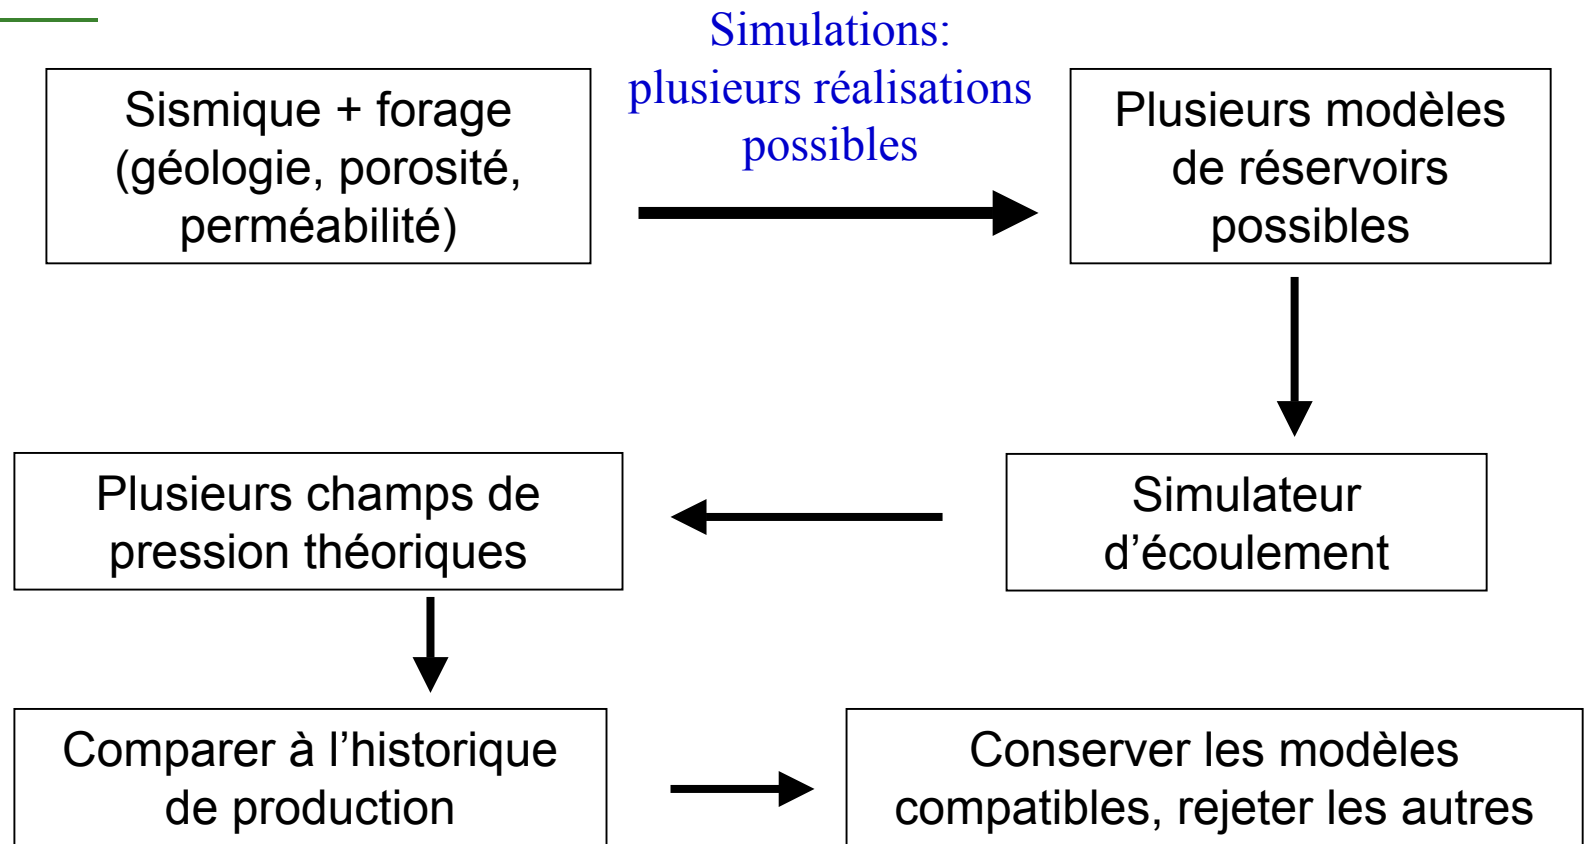 Simulations:
plusieurs réalisations
possibles
Sismique + forage
(géologie, porosité,
perméabilité)
Plusieurs modèles
de réservoirs
possibles
Plusieurs champs de
pression théoriques
Simulateur
d’écoulement
Comparer à l’historique
de production
Conserver les modèles
compatibles, rejeter les autres